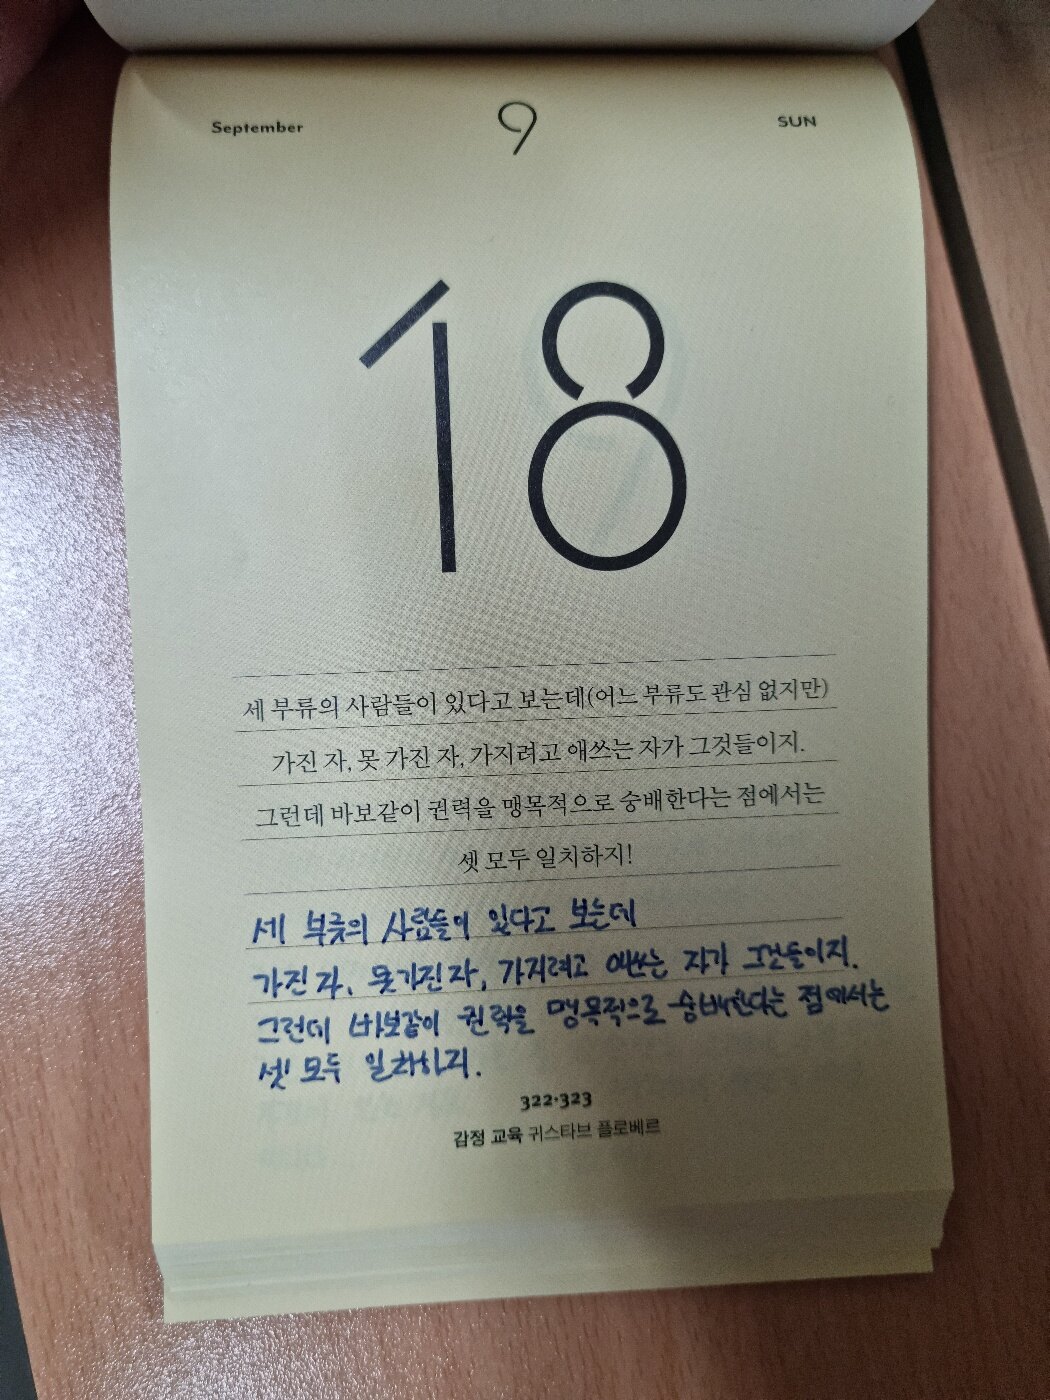 September 9 SUN
18
세 부류의 사람들이 있다고 보는데(어느 부류도 관심 없지만)
가진 자, 못 가진 자, 가지려고 애쓰는 자가 그것들이지.
그런데 바보같이 권력을 맹목적으로 숭배한다는 점에서는
셋 모두 일치하지!
세 부류의 사람들이 있다고 보는데
가진 자, 못 가진 자, 가지려고 애쓰는 자가 그것들이지.
그런데 바보같이 권력을 맹목적으로 숭배한다는 점에서는
셋 모두 일치하지.
322·323
감정 교육 귀스타브 플로베르